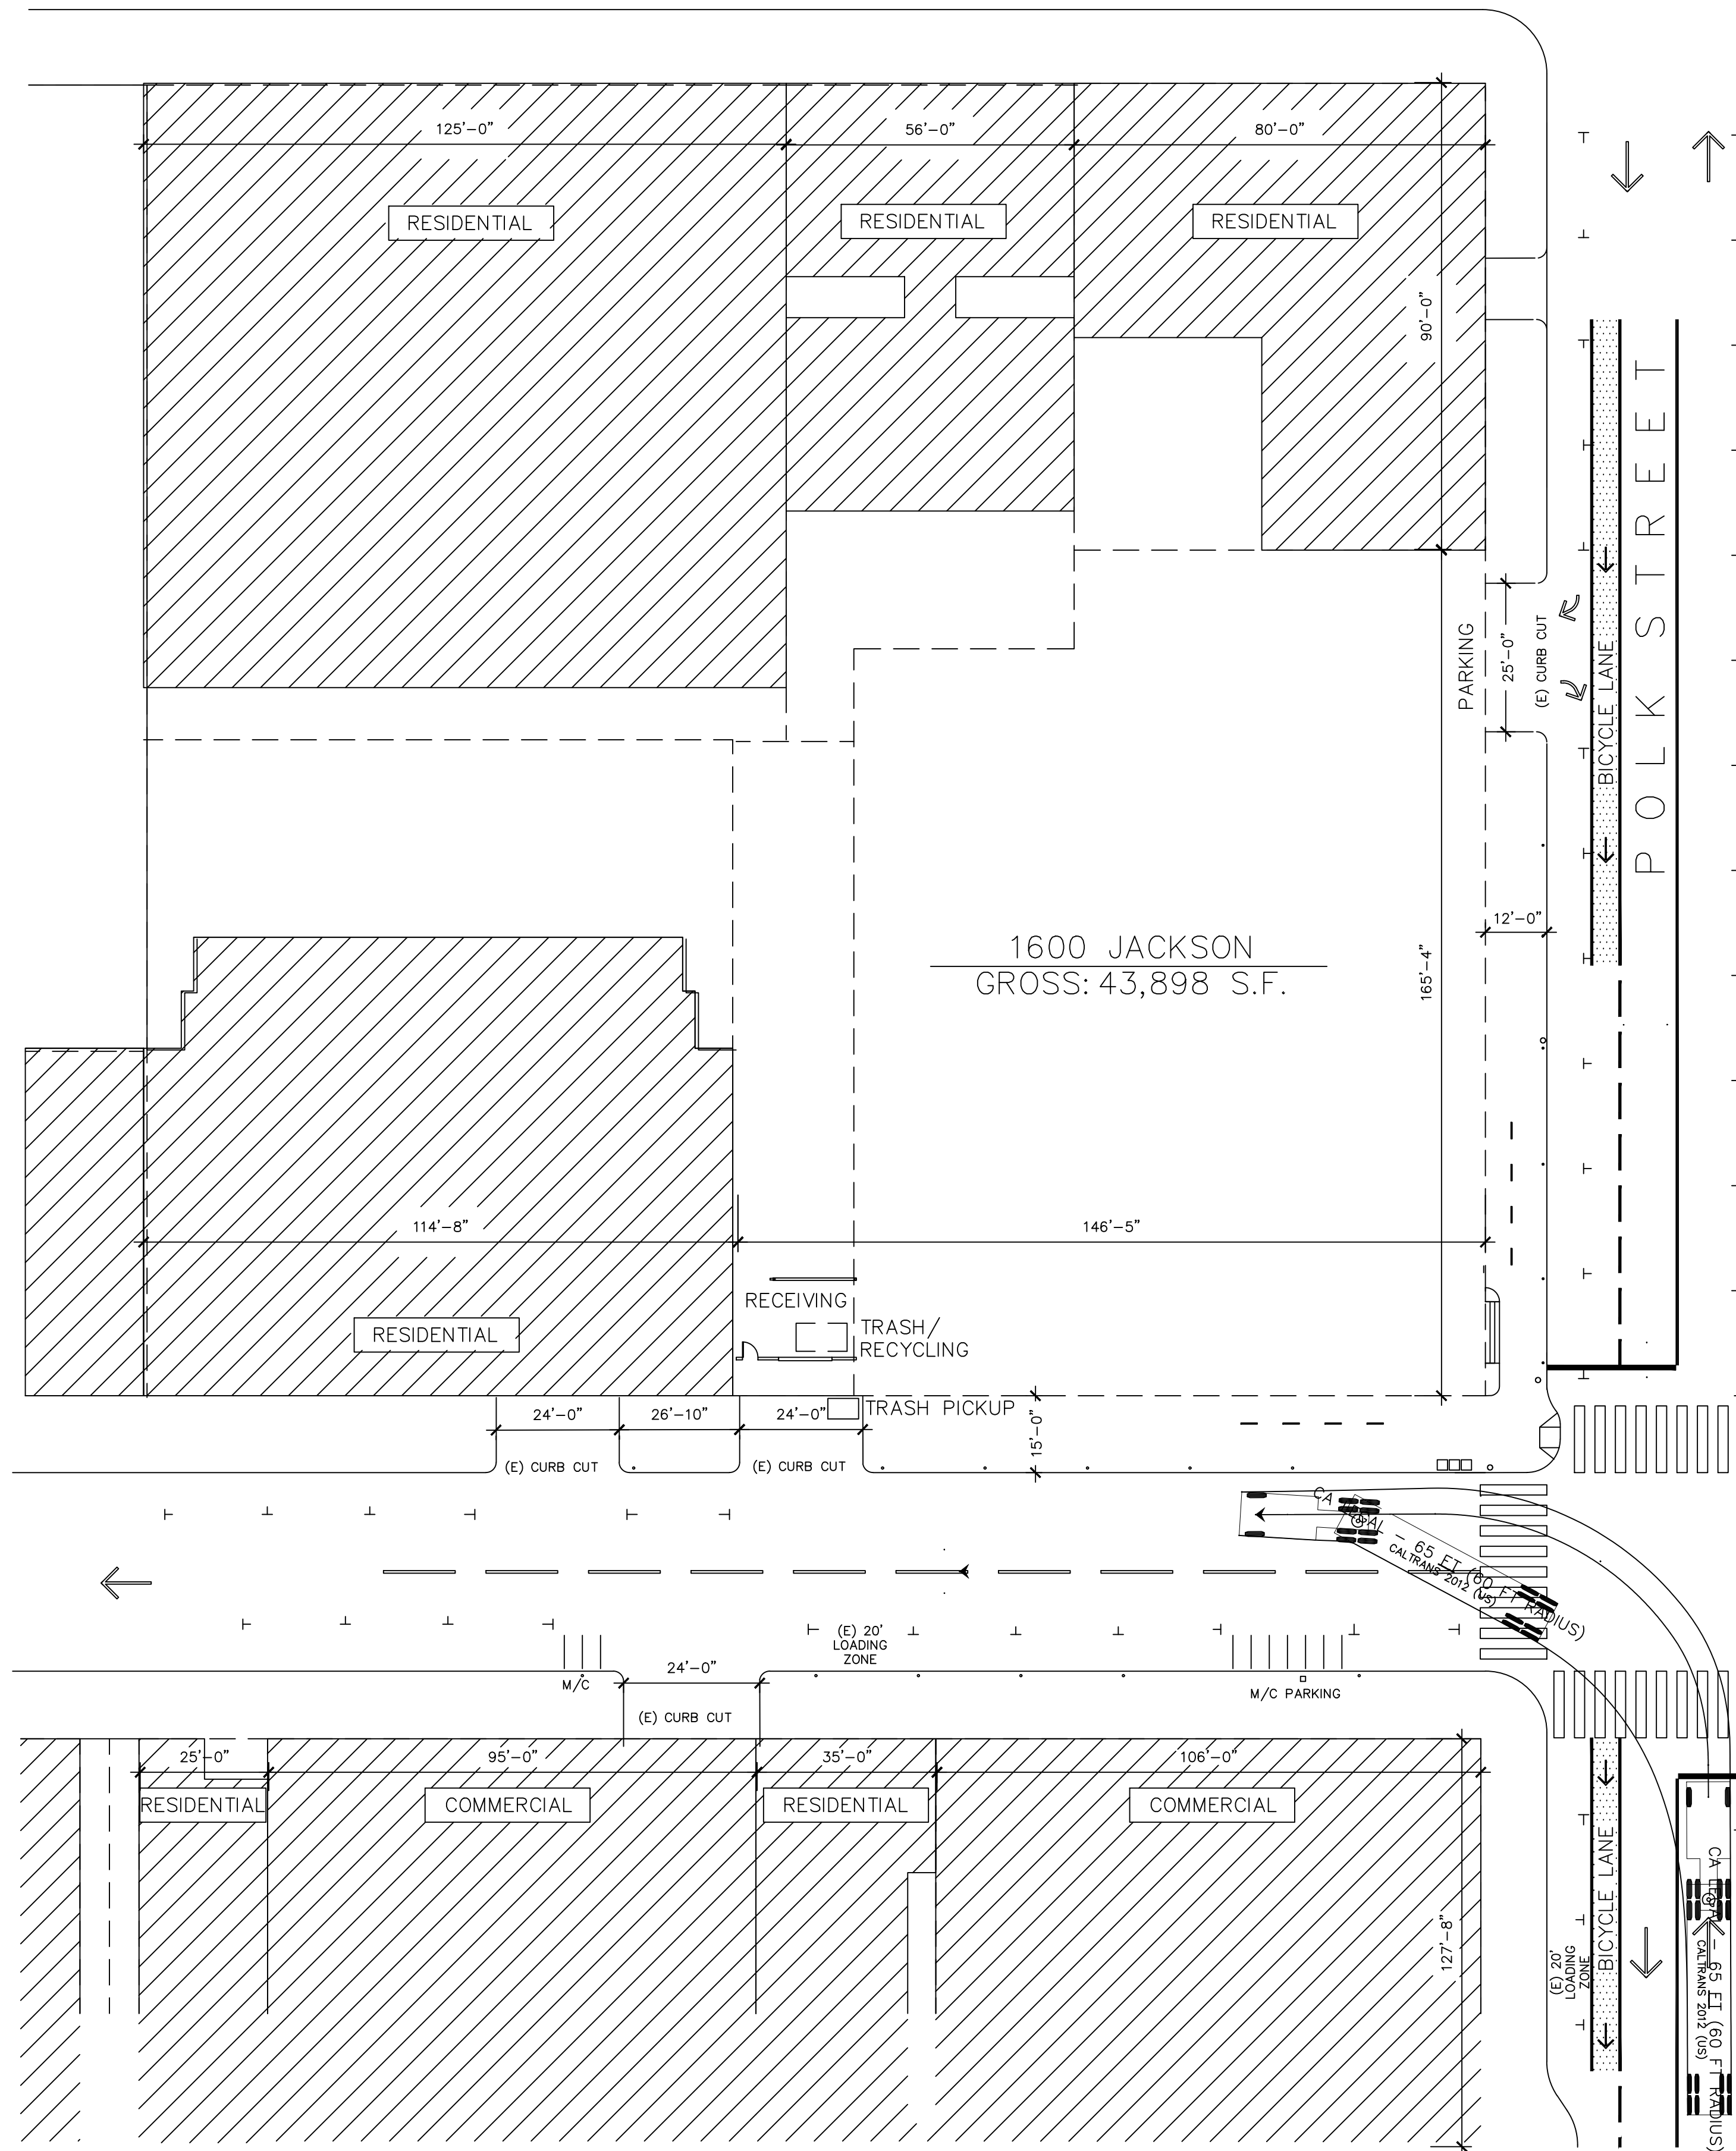 125'-0"
56'-0"
80'-0"
RESIDENTIAL
RESIDENTIAL
RESIDENTIAL
90'-0"
POLK STREET
PARKING
25'-0"
(E) CURB CUT
BICYCLE LANE
12'-0"
1600 JACKSON
GROSS: 43,898 S.F.
165'-4"
114'-8"
146'-5"
RECEIVING
TRASH/
RECYCLING
RESIDENTIAL
TRASH PICKUP
24'-0"
26'-10"
24'-0"
15'-0"
(E) CURB CUT
(E) CURB CUT
CA LEGAL - 65 FT (60 FT RADIUS)
CALTRANS 2012 (US)
(E) 20'
LOADING
ZONE
M/C
24'-0"
M/C PARKING
(E) CURB CUT
25'-0"
95'-0"
35'-0"
106'-0"
RESIDENTIAL
COMMERCIAL
RESIDENTIAL
COMMERCIAL
127'-8"
(E) 20'
LOADING
ZONE
BICYCLE LANE
CA LEGAL - 65 FT (60 FT RADIUS)
CALTRANS 2012 (US)